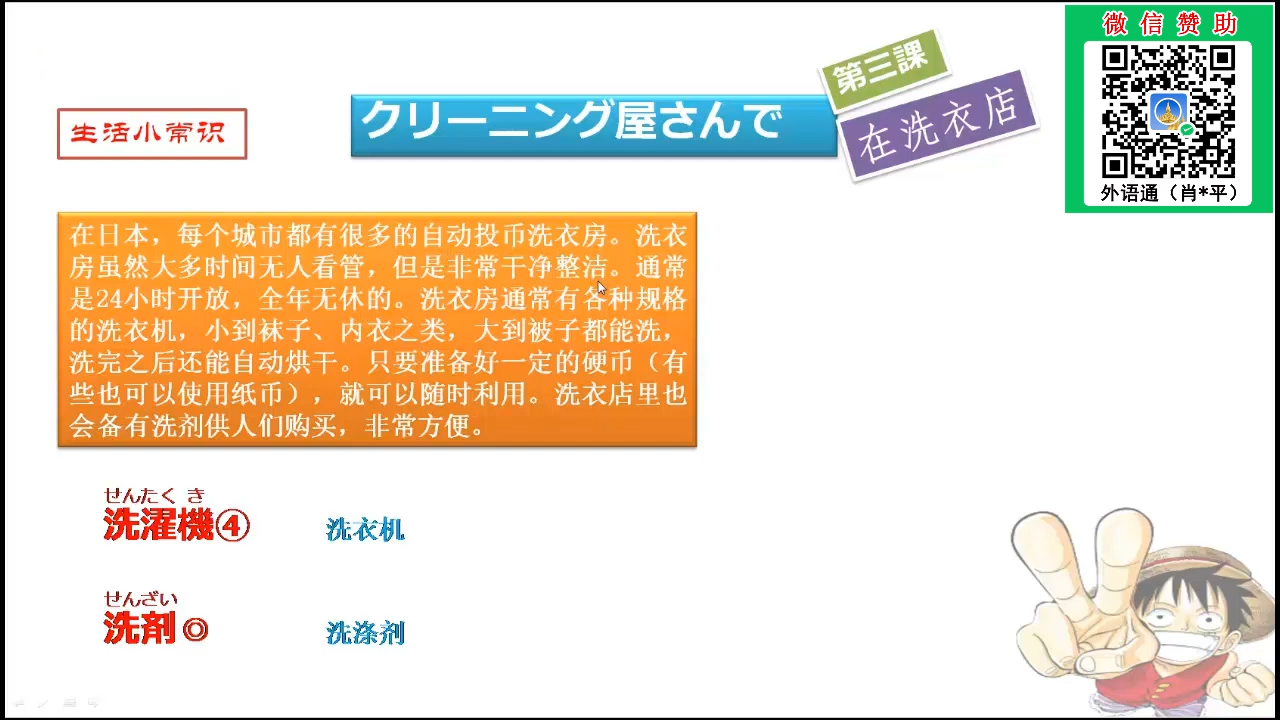 微信赞助
第三課
クリーニング屋さんで
在洗衣店
生活小常识
外语通（肖*平）
在日本，每个城市都有很多的自动投币洗衣房。洗衣
房虽然大多时间无人看管，但是非常干净整洁。通常
是24小时开放，全年无休的。洗衣房通常有各种规格
的洗衣机，小到袜子、内衣之类，大到被子都能洗，
洗完之后还能自动烘干。只要准备好一定的硬币（有
些也可以使用纸币），就可以随时利用。洗衣店里也
会备有洗剂供人们购买，非常方便。
せんたく き
洗濯機④ 洗衣机
せんざい
洗剤◎ 洗涤剂